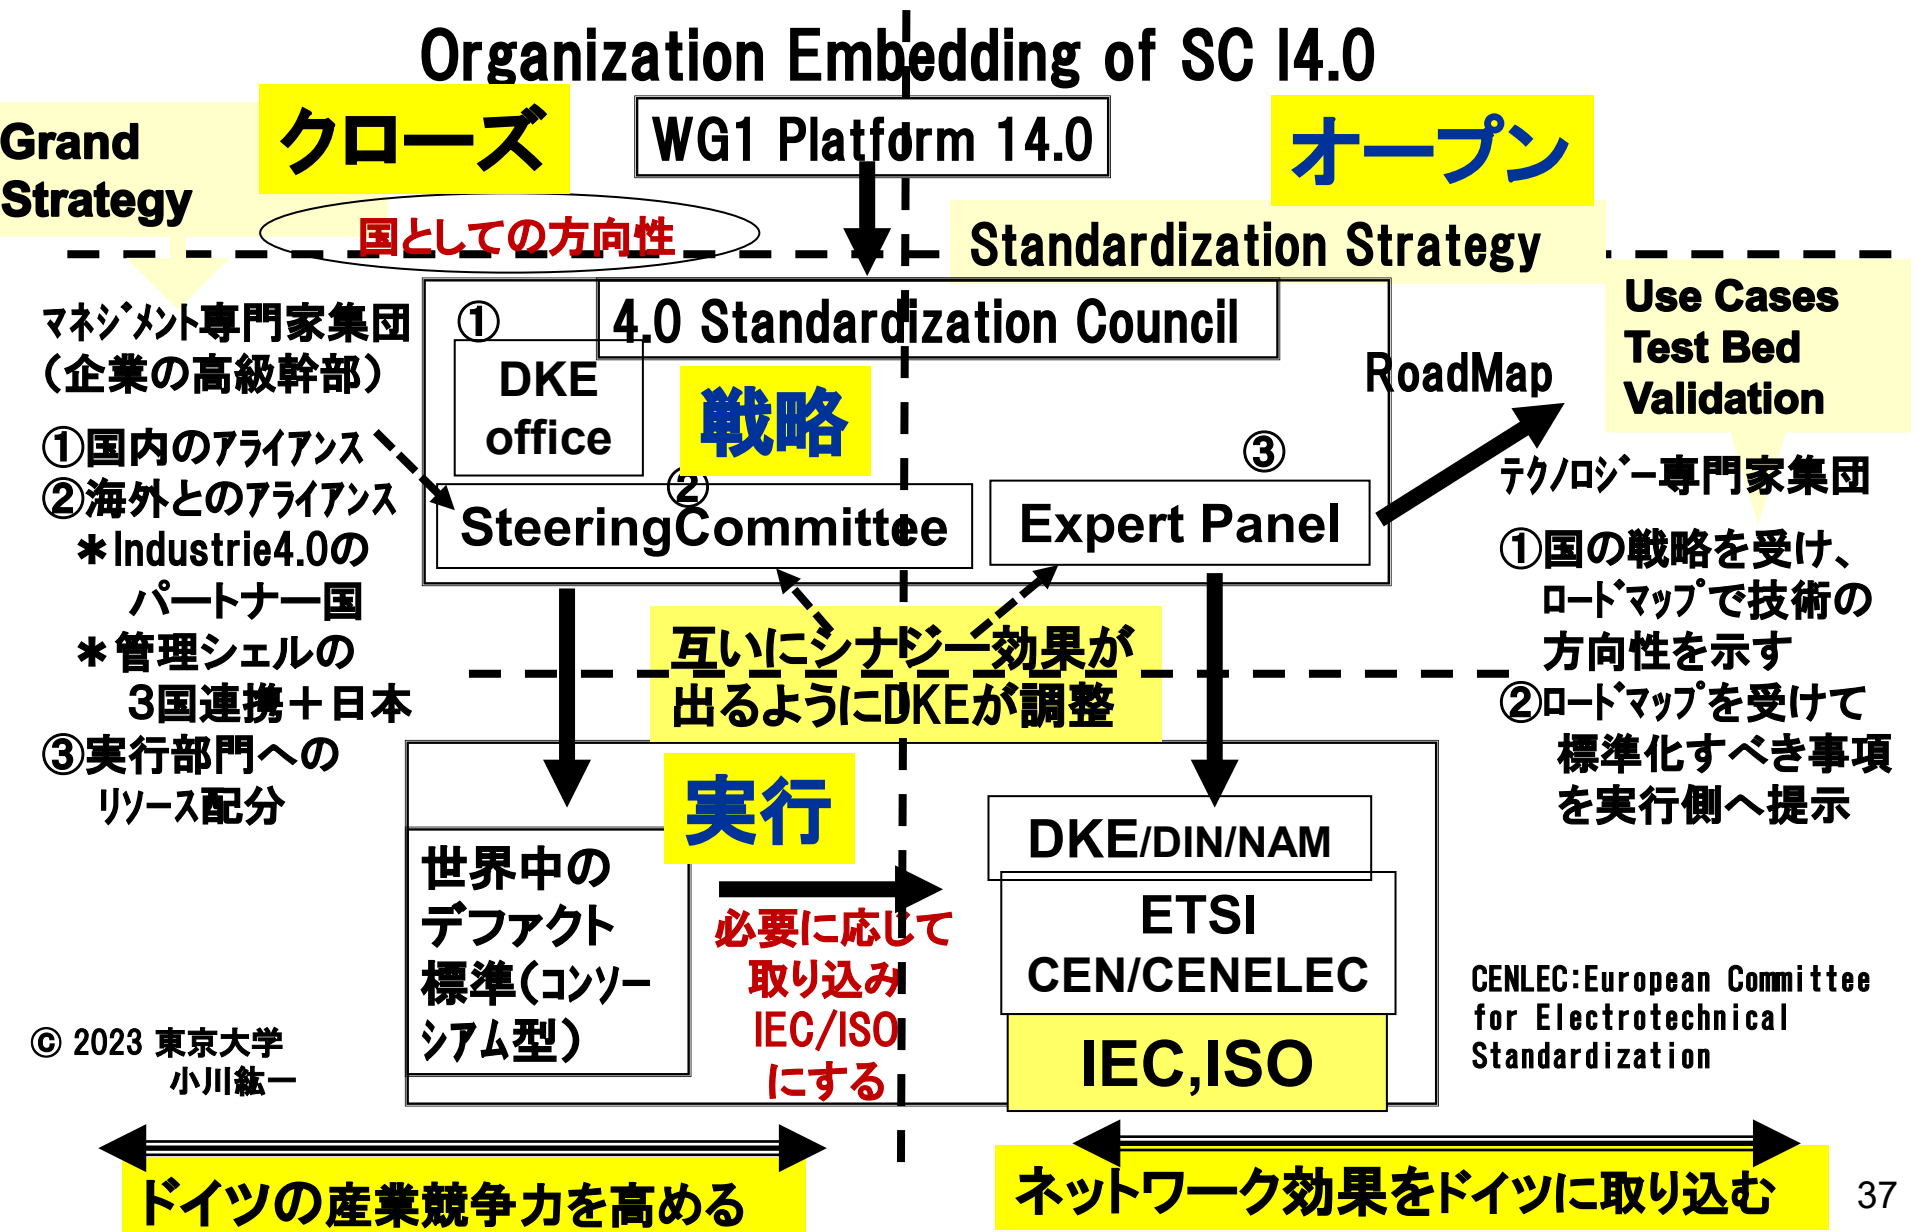 Organization Embedding of SC I4.0
Grand
Strategy
クローズ
WG1 Platform 14.0
オープン
国としての方向性
Standardization Strategy
マネジメント専門家集団
（企業の高級幹部）
①国内のアライアンス
②海外とのアライアンス
＊Industrie4.0の
パートナー国
＊管理シェルの
３国連携＋日本
③実行部門への
リソース配分
①
4.0 Standardization Council
DKE
office
戦略
②
SteeringCommittee
③
Expert Panel
RoadMap
Use Cases
Test Bed
Validation
テクノロジー専門家集団
①国の戦略を受け、
ロードマップで技術の
方向性を示す
②ロードマップを受けて
標準化すべき事項
を実行側へ提示
互いにシナジー効果が
出るようにDKEが調整
実行
世界中の
デファクト
標準（コンソー
シアム型）
必要に応じて
取り込み
IEC/ISO
にする
DKE/DIN/NAM
ETSI
CEN/CENELEC
IEC,ISO
CENLEC:European Committee
for Electrotechnical
Standardization
© 2023 東京大学
小川紘一
ドイツの産業競争力を高める
ネットワーク効果をドイツに取り込む
37